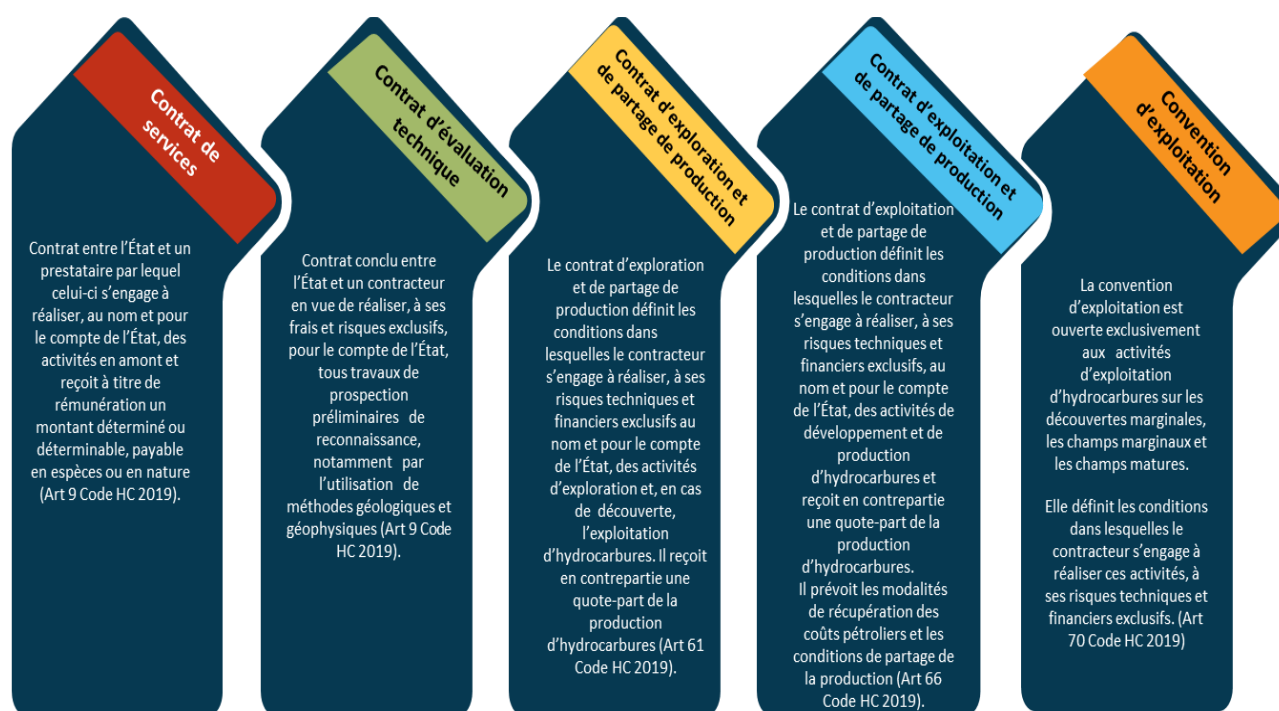 Contrat de
services
Contrat entre l’État et un
prestataire par lequel
celui-ci s’engage à
réaliser, au nom et pour
le compte de l’État, des
activités en amont et
reçoit à titre de
rémunération un
montant déterminé ou
déterminable, payable
en espèces ou en nature
(Art 9 Code HC 2019).
Contrat d’évaluation
technique
Contrat conclu entre
l’État et un contracteur
en vue de réaliser, à ses
frais et risques exclusifs,
pour le compte de l’État,
tous travaux de
prospection
préliminaires de
reconnaissance,
notamment par
l’utilisation de
méthodes géologiques et
géophysiques (Art 9 Code
HC 2019).
Contrat d’exploration et
de partage de production
Le contrat d’exploration
et de partage de
production définit les
conditions dans
lesquelles le contracteur
s’engage à réaliser, à ses
risques techniques et
financiers exclusifs au
nom et pour le compte
de l’État, des activités
d’exploration et, en cas
de découverte,
l’exploitation
d’hydrocarbures. Il reçoit
en contrepartie une
quote-part de la
production
d’hydrocarbures (Art 61
Code HC 2019).
Contrat d’exploitation et
de partage de production
Le contrat d’exploitation
et de partage de
production définit les
conditions dans
lesquelles le contracteur
s’engage à réaliser, à ses
risques techniques et
financiers exclusifs, au
nom et pour le compte
de l’État, des activités de
développement et de
production
d’hydrocarbures et
reçoit en contrepartie
une quote-part de la
production
d’hydrocarbures.
Il prévoit les modalités
de récupération des
coûts pétroliers et les
conditions de partage de
la production (Art 66
Code HC 2019).
Convention
d’exploitation
La convention
d’exploitation est
ouverte exclusivement
aux activités
d’exploitation
d’hydrocarbures sur les
découvertes marginales,
les champs marginaux et
les champs matures.
Elle définit les conditions
dans lesquelles le
contracteur s’engage à
réaliser ces activités, à
ses risques techniques et
financiers exclusifs. (Art
70 Code HC 2019)